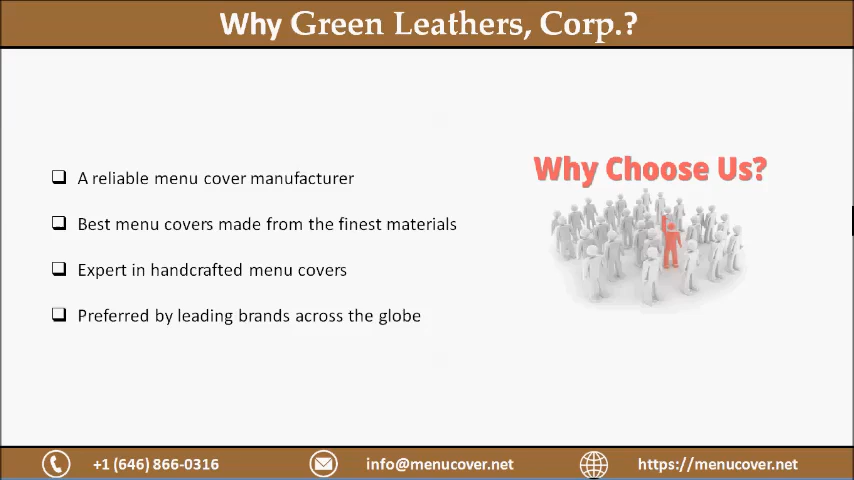 Why Green Leathers, Corp.?
Why Choose Us?
A reliable menu cover manufacturer
Best menu covers made from the finest materials
Expert in handcrafted menu covers
Preferred by leading brands across the globe
+1 (646) 866-0316
info@menucover.net
https://menucover.net